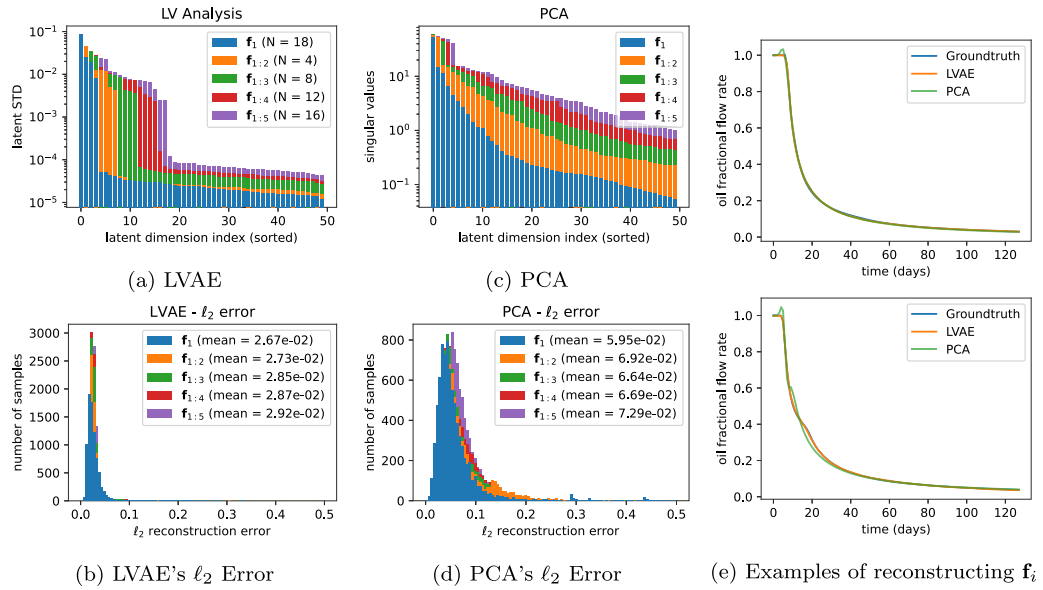 LV Analysis
latent STD
10⁻¹
10⁻²
10⁻³
10⁻⁴
10⁻⁵
f₁ (N = 18)
f₁:₂ (N = 4)
f₁:₃ (N = 8)
f₁:₄ (N = 12)
f₁:₅ (N = 16)
0 10 20 30 40 50
latent dimension index (sorted)
(a) LVAE
PCA
singular values
10¹
10⁰
10⁻¹
f₁
f₁:₂
f₁:₃
f₁:₄
f₁:₅
0 10 20 30 40 50
latent dimension index (sorted)
(c) PCA
oil fractional flow rate
1.0
0.8
0.6
0.4
0.2
0.0
Groundtruth
LVAE
PCA
0 20 40 60 80 100 120
time (days)
LVAE - ℓ₂ error
number of samples
3000
2500
2000
1500
1000
500
0
f₁ (mean = 2.67e-02)
f₁:₂ (mean = 2.73e-02)
f₁:₃ (mean = 2.85e-02)
f₁:₄ (mean = 2.87e-02)
f₁:₅ (mean = 2.92e-02)
0.0 0.1 0.2 0.3 0.4 0.5
ℓ₂ reconstruction error
(b) LVAE's ℓ₂ Error
PCA - ℓ₂ error
number of samples
800
600
400
200
0
f₁ (mean = 5.95e-02)
f₁:₂ (mean = 6.92e-02)
f₁:₃ (mean = 6.64e-02)
f₁:₄ (mean = 6.69e-02)
f₁:₅ (mean = 7.29e-02)
0.0 0.1 0.2 0.3 0.4 0.5
ℓ₂ reconstruction error
(d) PCA's ℓ₂ Error
oil fractional flow rate
1.0
0.8
0.6
0.4
0.2
0.0
Groundtruth
LVAE
PCA
0 20 40 60 80 100 120
time (days)
(e) Examples of reconstructing fᵢ